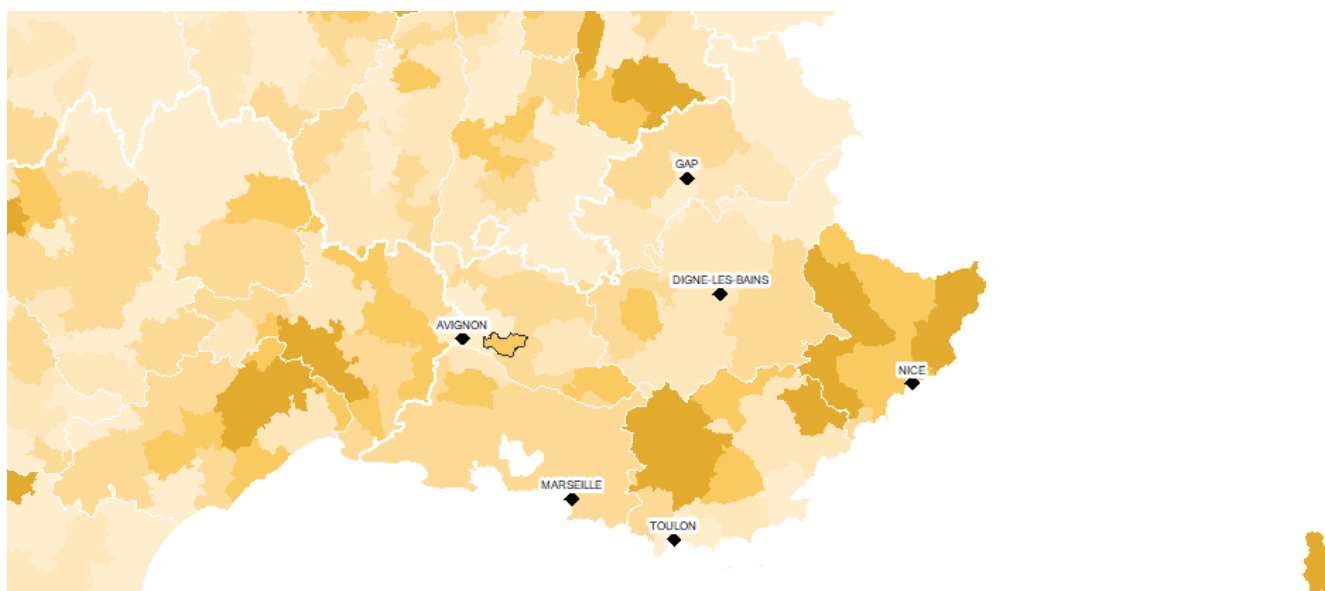 GAP
DIGNE-LES-BAINS
AVIGNON
NICE
MARSEILLE
TOULON